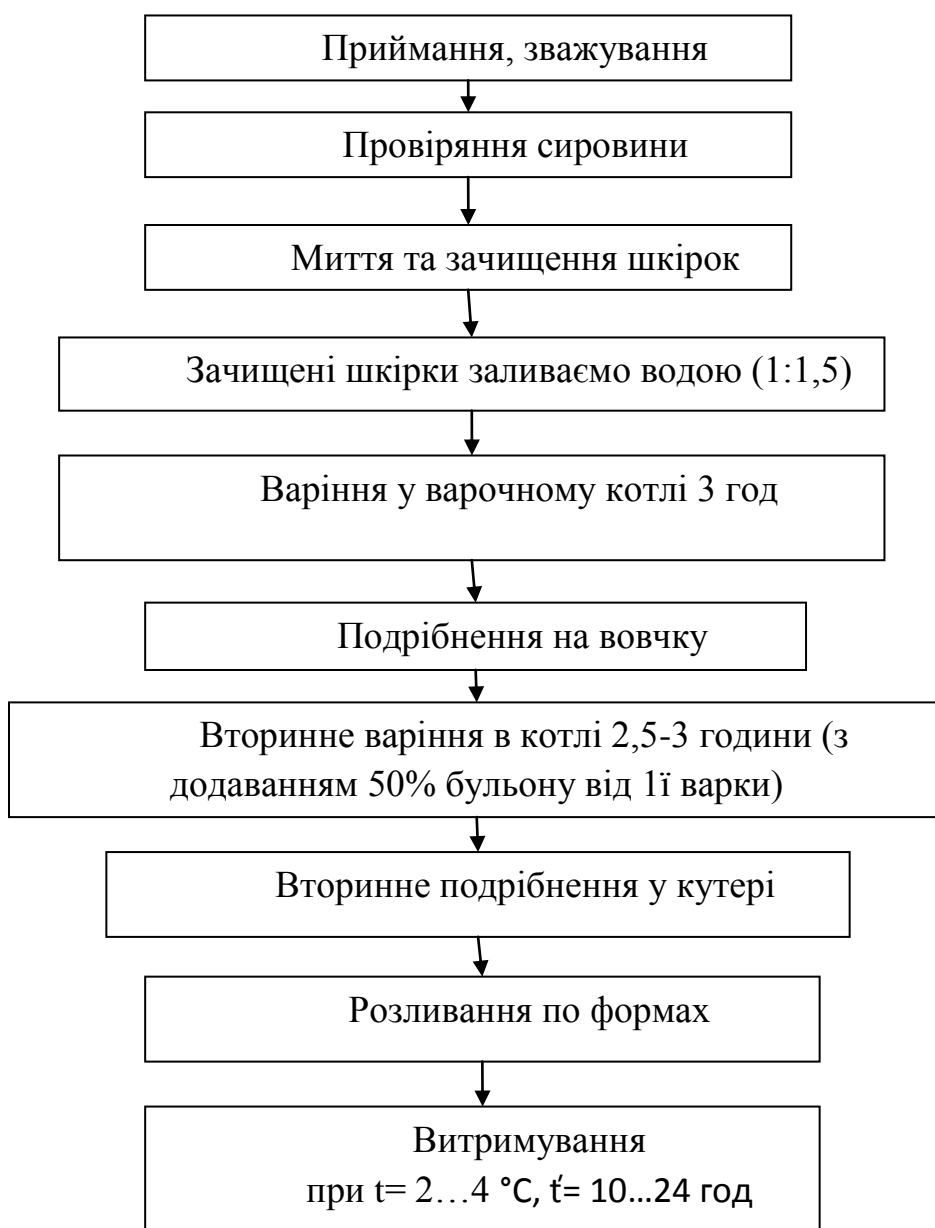 Приймання, зважування
Провіряння сировини
Миття та зачищення шкірок
Зачищені шкірки заливаємо водою (1:1,5)
Варіння у варочному котлі 3 год
Подрібнення на вовчку
Вторинне варіння в котлі 2,5-3 години (з
додаванням 50% бульону від 1ї варки)
Вторинне подрібнення у кутері
Розливання по формах
Витримування
при t= 2…4 °C, t́= 10…24 год